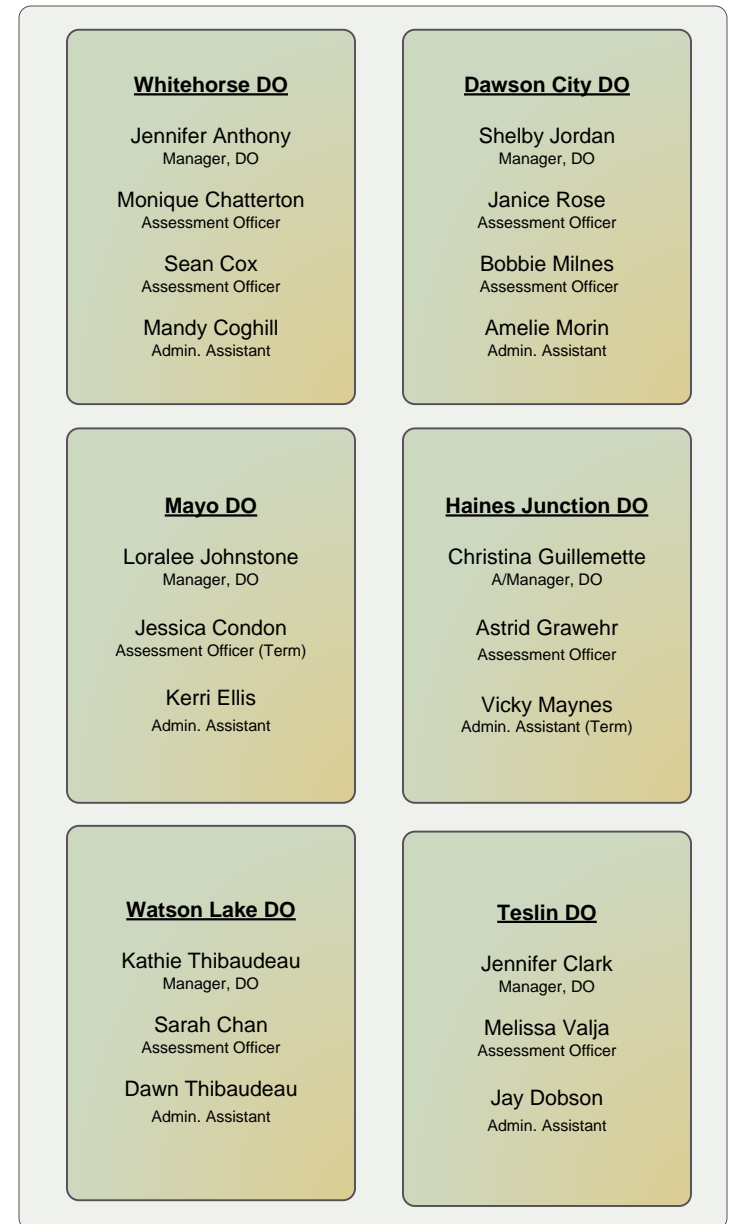 Whitehorse DO
Jennifer Anthony
Manager, DO
Monique Chatterton
Assessment Officer
Sean Cox
Assessment Officer
Mandy Coghill
Admin. Assistant
Dawson City DO
Shelby Jordan
Manager, DO
Janice Rose
Assessment Officer
Bobbie Milnes
Assessment Officer
Amelie Morin
Admin. Assistant
Mayo DO
Loralee Johnstone
Manager, DO
Jessica Condon
Assessment Officer (Term)
Kerri Ellis
Admin. Assistant
Haines Junction DO
Christina Guillemette
A/Manager, DO
Astrid Grawehr
Assessment Officer
Vicky Maynes
Admin. Assistant (Term)
Watson Lake DO
Kathie Thibaudeau
Manager, DO
Sarah Chan
Assessment Officer
Dawn Thibaudeau
Admin. Assistant
Teslin DO
Jennifer Clark
Manager, DO
Melissa Valja
Assessment Officer
Jay Dobson
Admin. Assistant